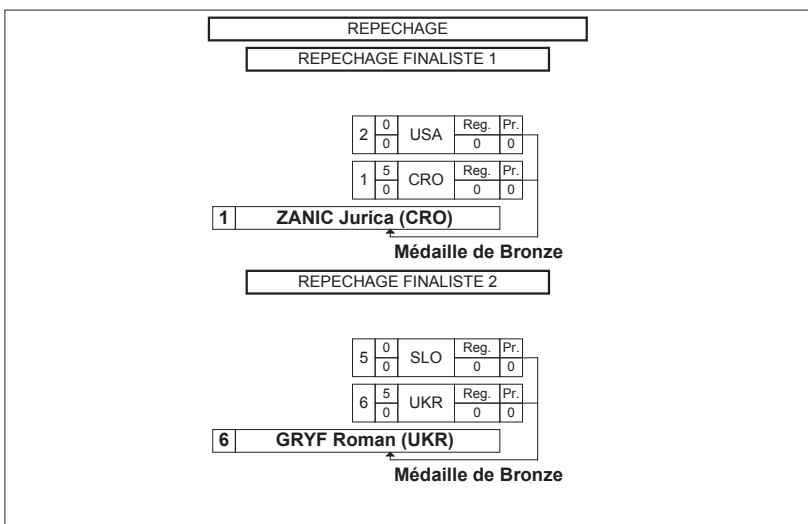 REPECHAGE
REPECHAGE FINALISTE 1
2 0 USA Reg. Pr.
0 0 0
1 5 CRO Reg. Pr.
0 0 0
1 ZANIC Jurica (CRO)
Médaille de Bronze
REPECHAGE FINALISTE 2
5 0 SLO Reg. Pr.
0 0 0
6 5 UKR Reg. Pr.
0 0 0
6 GRYF Roman (UKR)
Médaille de Bronze